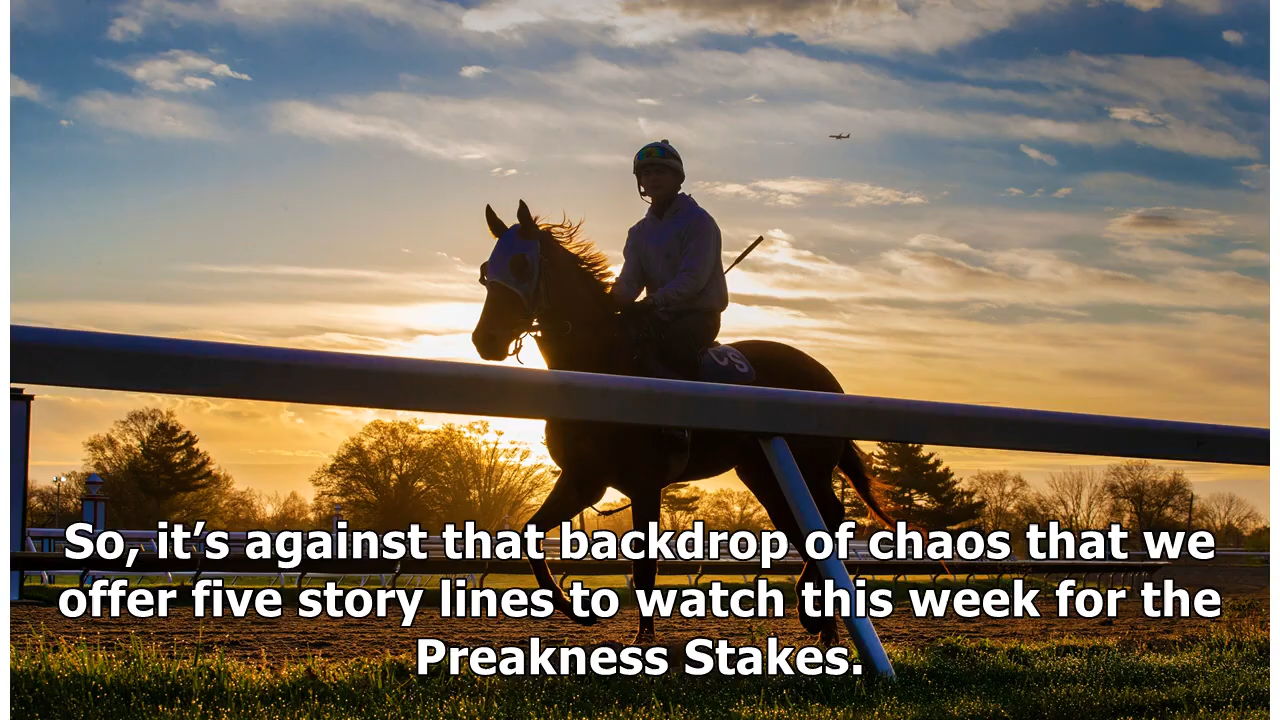 So, it’s against that backdrop of chaos that we
offer five story lines to watch this week for the
Preakness Stakes.